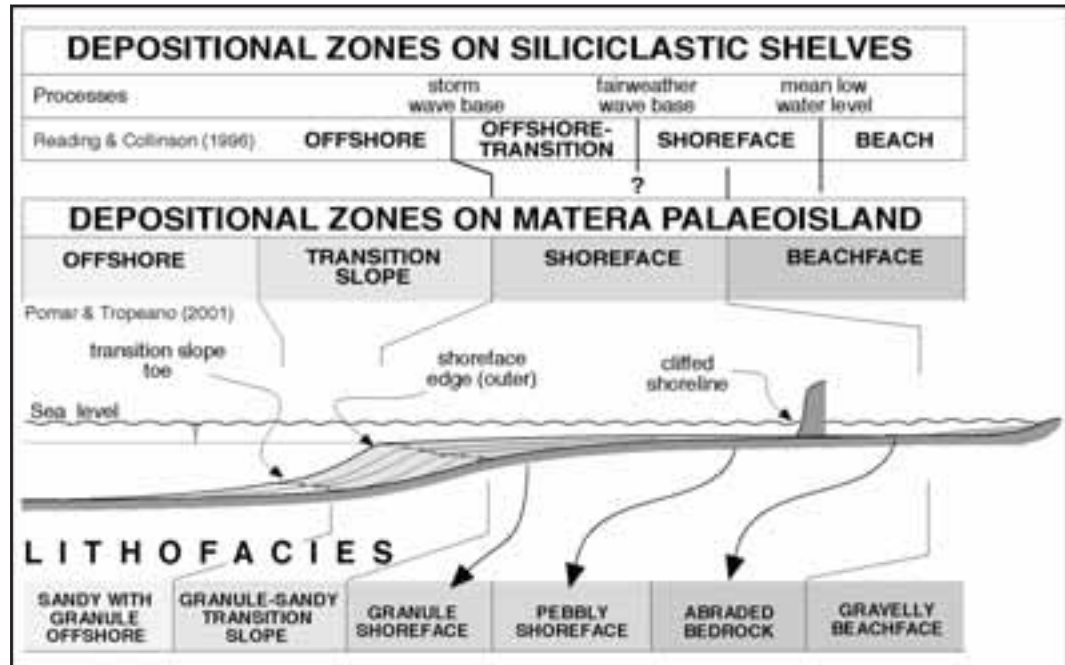 DEPOSITIONAL ZONES ON SILICICLASTIC SHELVES
Processes
storm
wave base
fairweather
wave base
mean low
water level
Reading & Collinson (1996)
OFFSHORE
OFFSHORE-
TRANSITION
SHOREFACE
BEACH
?
DEPOSITIONAL ZONES ON MATERA PALAEOISLAND
OFFSHORE
TRANSITION
SLOPE
SHOREFACE
BEACHFACE
Pomar & Tropeano (2001)
transition slope
toe
shoreface
edge (outer)
cliffed
shoreline
Sea level
LITHOFACIES
SANDY WITH
GRANULE
OFFSHORE
GRANULE-SANDY
TRANSITION
SLOPE
GRANULE
SHOREFACE
PEBBLY
SHOREFACE
ABRADED
BEDROCK
GRAVELLY
BEACHFACE